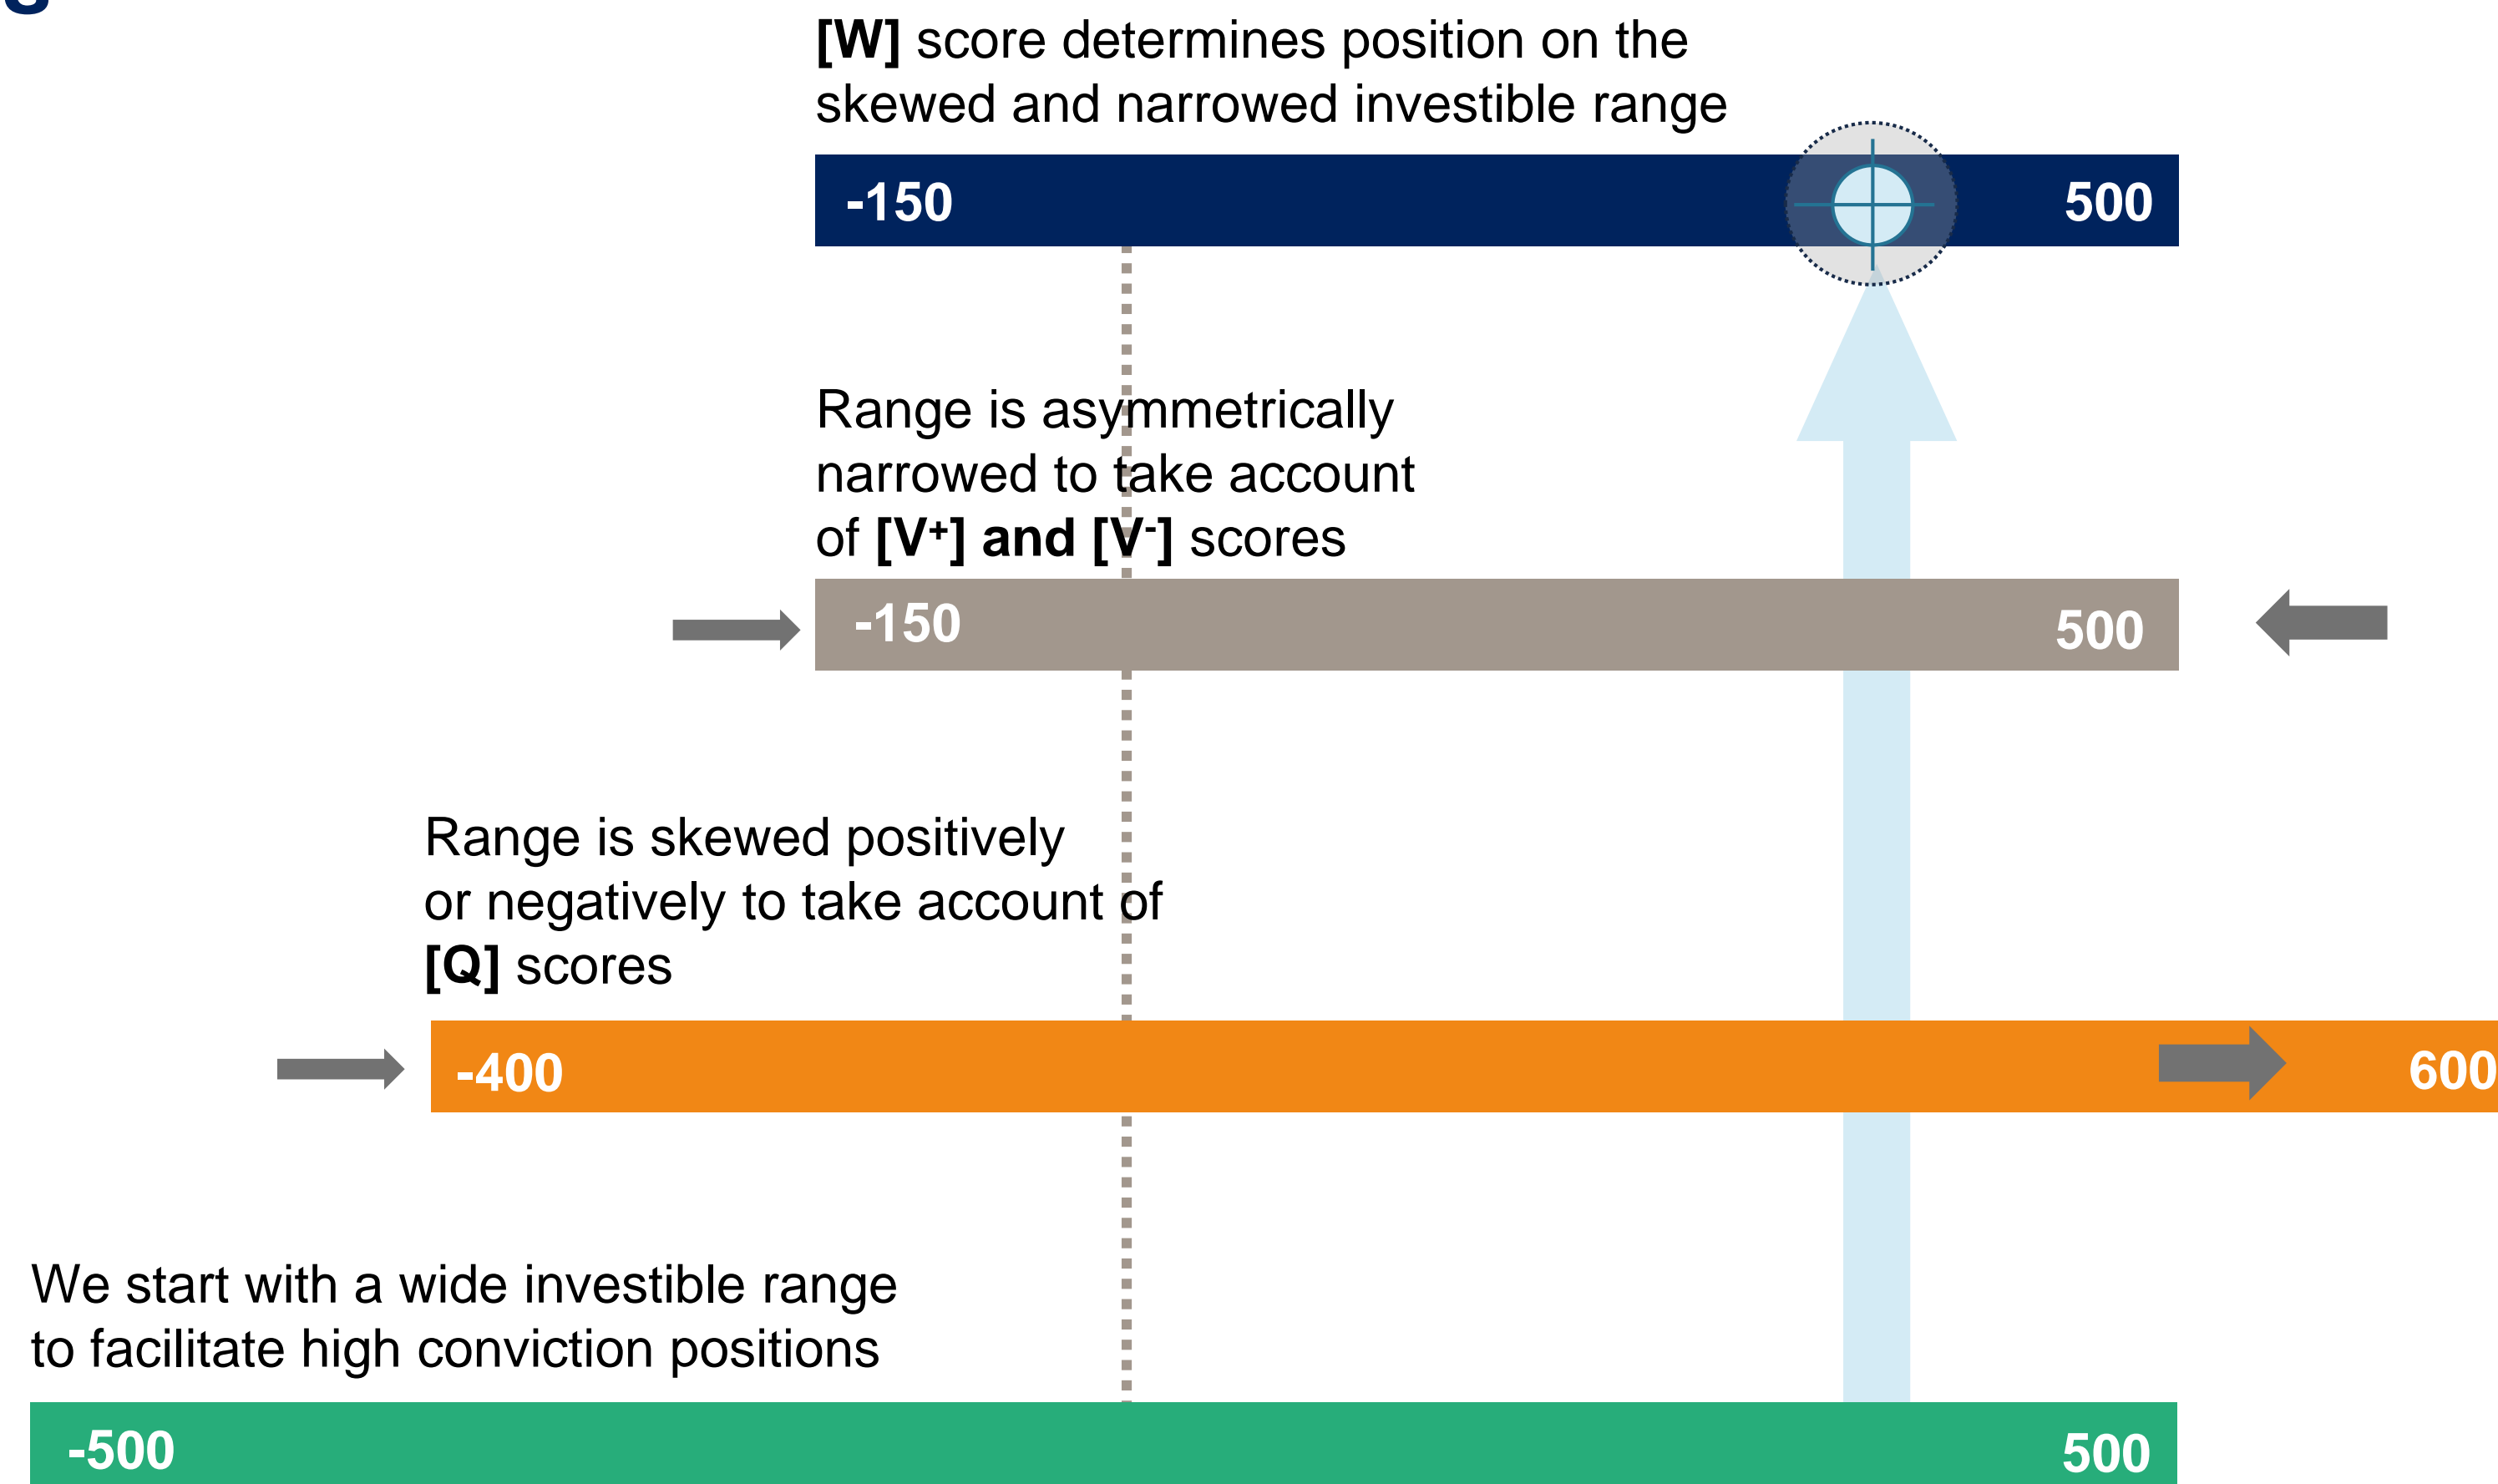 [W] score determines position on the
skewed and narrowed investible range
-150
500
Range is asymmetrically
narrowed to take account
of [V+] and [V-] scores
-150
500
Range is skewed positively
or negatively to take account of
[Q] scores
-400
600
We start with a wide investible range
to facilitate high conviction positions
-500
500